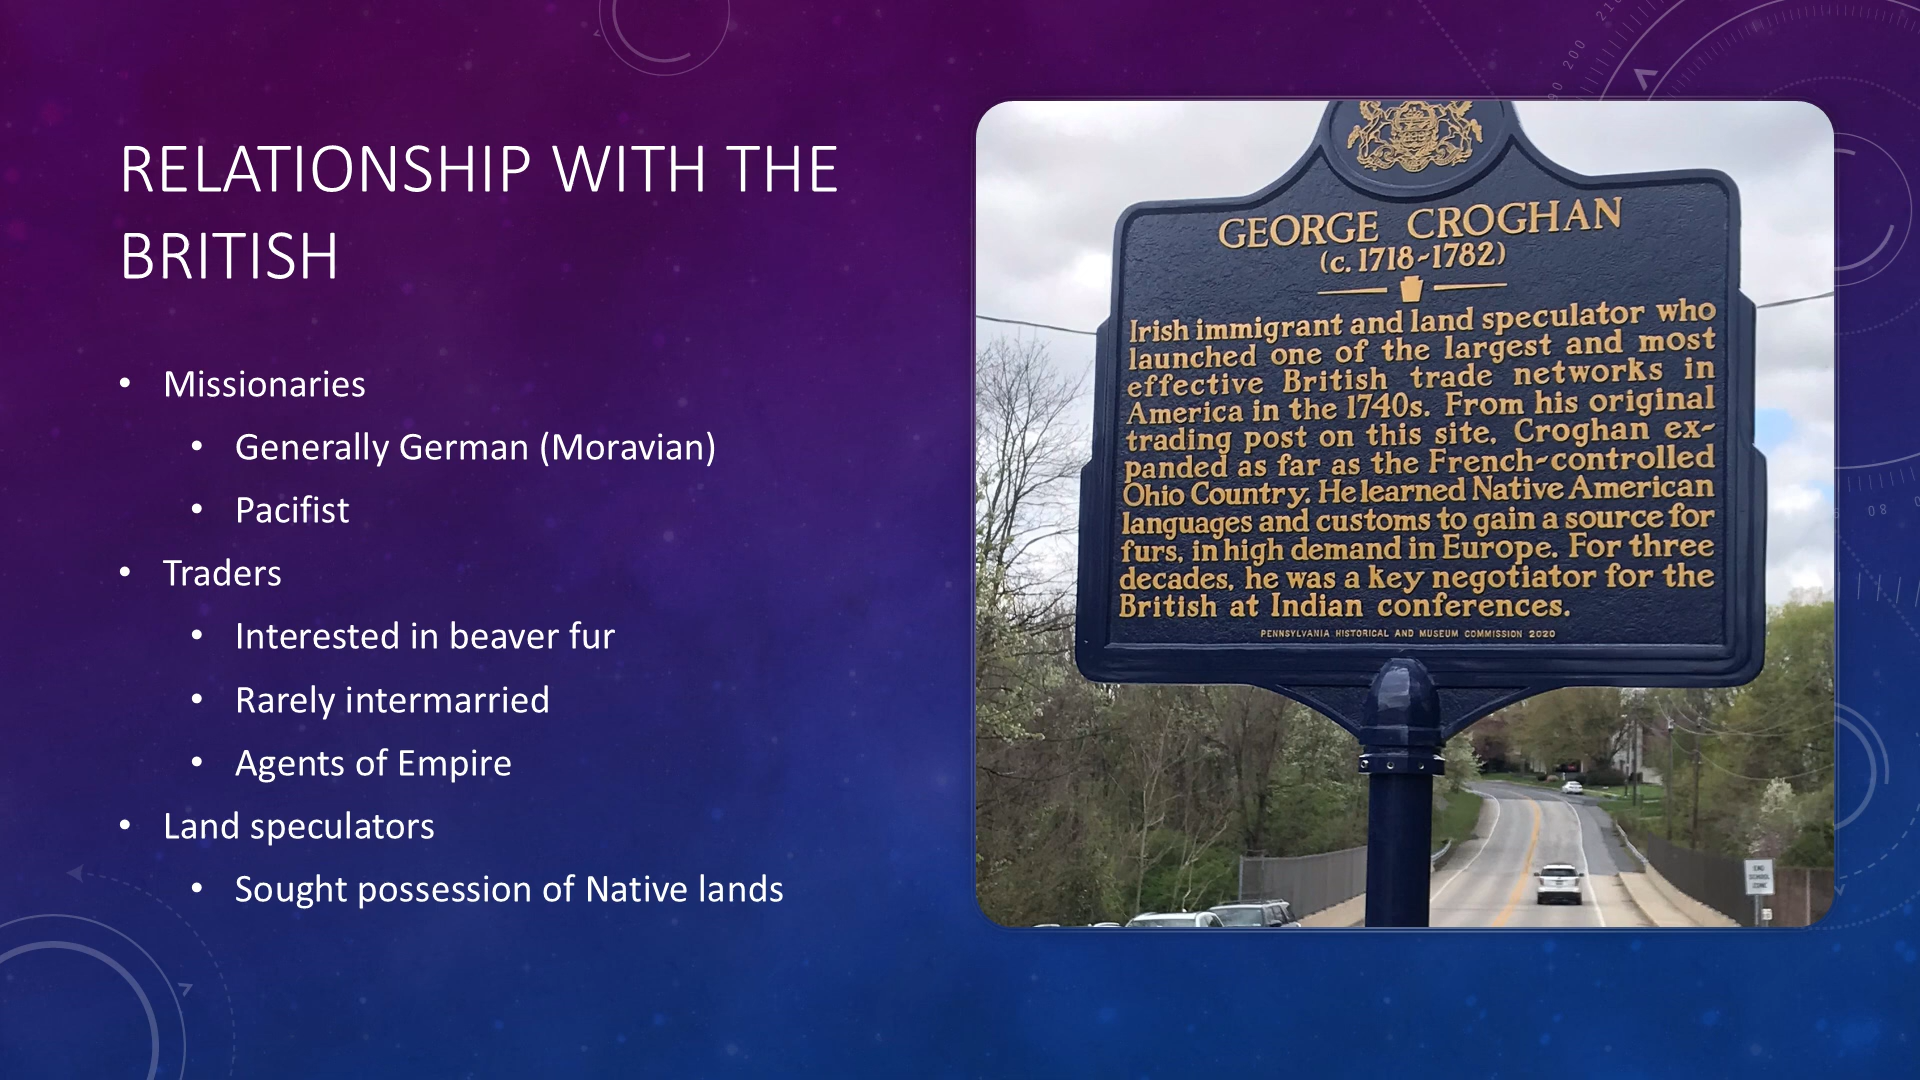 RELATIONSHIP WITH THE
BRITISH
• Missionaries
• Generally German (Moravian)
• Pacifist
• Traders
• Interested in beaver fur
• Rarely intermarried
• Agents of Empire
• Land speculators
• Sought possession of Native lands
GEORGE CROGHAN
(c. 1718-1782)
Irish immigrant and land speculator who
launched one of the largest and most
effective British trade networks in
America in the 1740s. From his original
trading post on this site, Croghan ex-
panded as far as the French-controlled
Ohio Country. He learned Native American
languages and customs to gain a source for
furs, in high demand in Europe. For three
decades, he was a key negotiator for the
British at Indian conferences.
PENNSYLVANIA HISTORICAL AND MUSEUM COMMISSION 2020
END
SCHOOL
ZONE
200
80